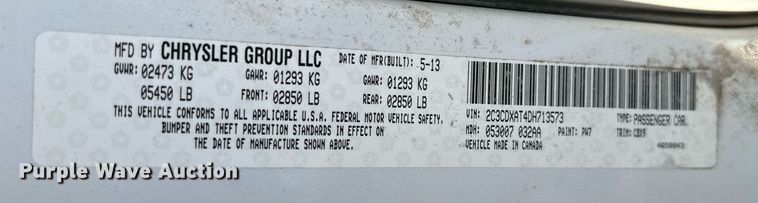 MFD BY CHRYSLER GROUP LLC DATE OF MFR(BUILT): 5-13
GVWR: 02473 KG GAWR: 01293 KG GAWR: 01293 KG
05450 LB FRONT: 02850 LB REAR: 02850 LB
THIS VEHICLE CONFORMS TO ALL APPLICABLE U.S.A. FEDERAL MOTOR VEHICLE SAFETY,
BUMPER AND THEFT PREVENTION STANDARDS IN EFFECT ON
THE DATE OF MANUFACTURE SHOWN ABOVE.
VIN: 2C3CDXAT4DH713573 TYPE: PASSENGER CAR
MDH: 053007 032AA PAINT: PW7 TRIM: CBX9
VEHICLE MADE IN CANADA 4658043
Purple Wave Auction